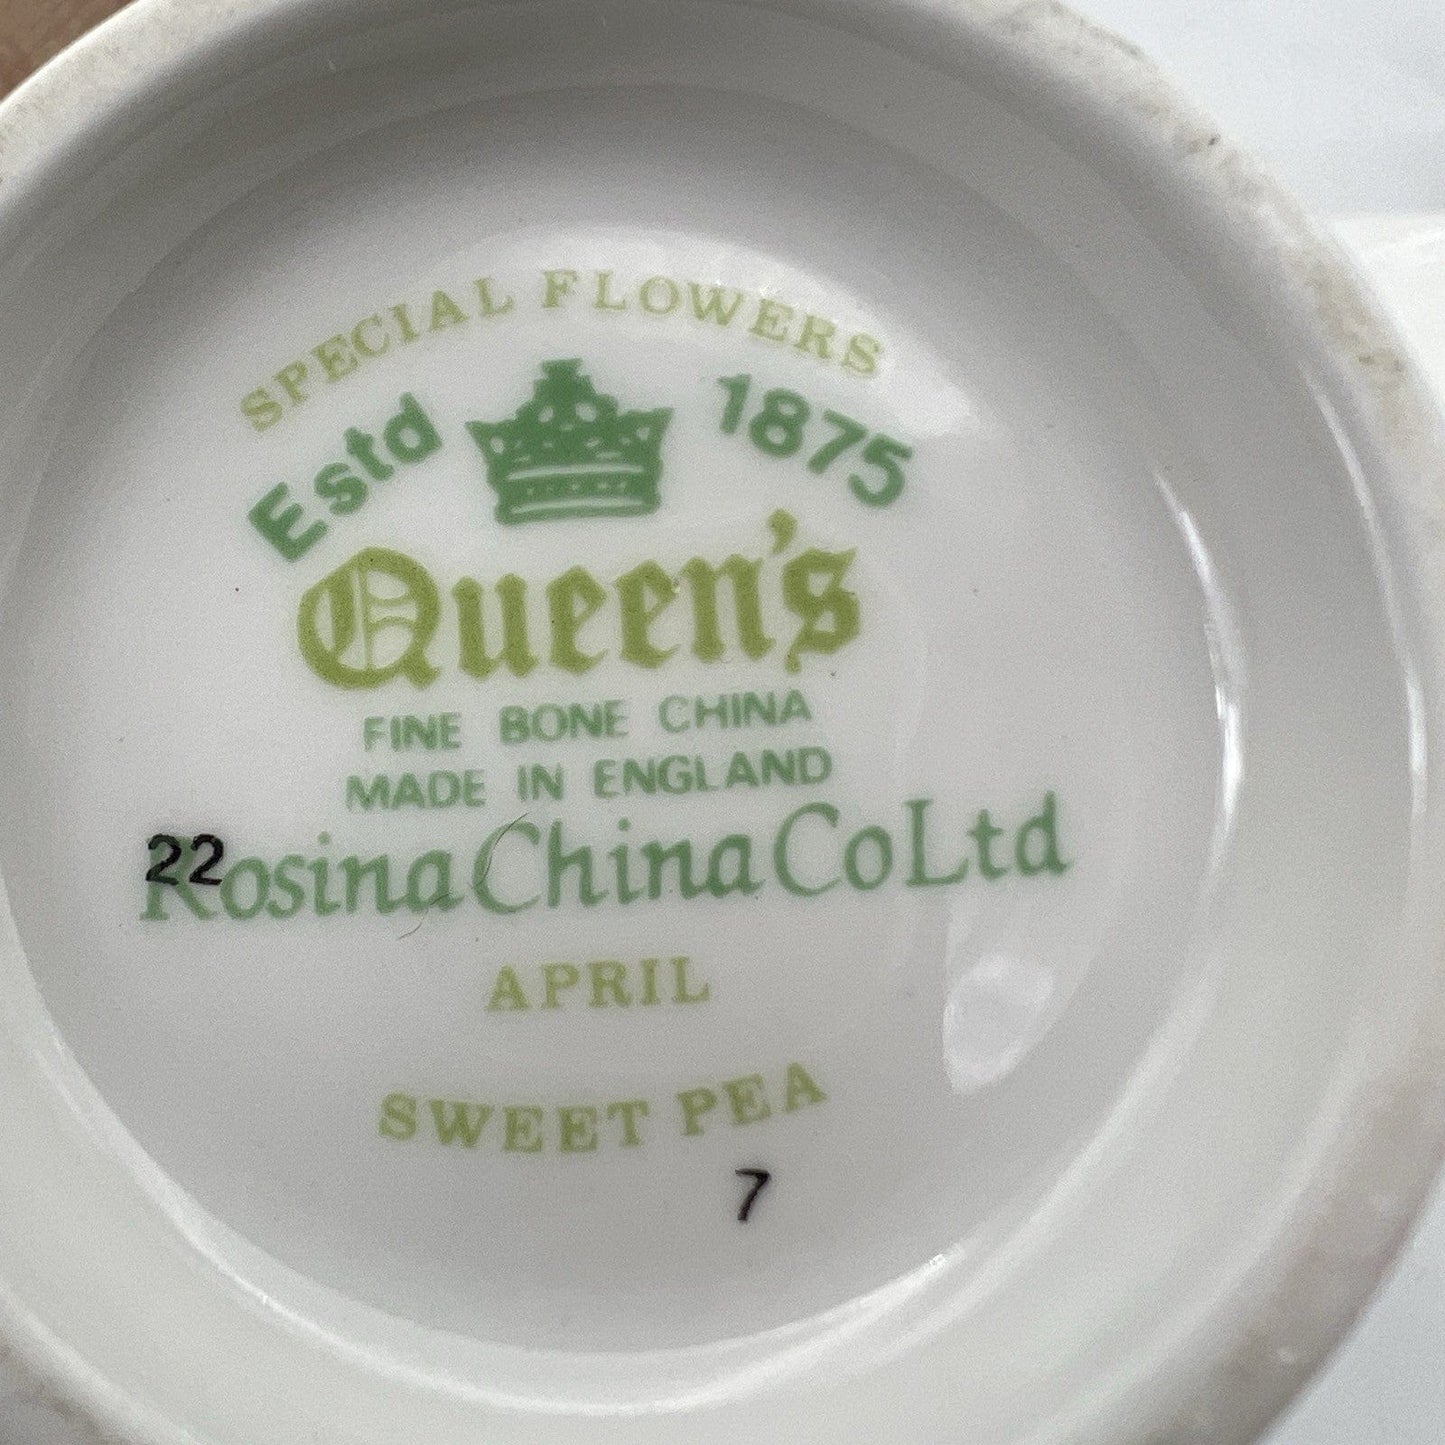 SPECIAL FLOWERS
Estd 1875
Queen's
FINE BONE CHINA
MADE IN ENGLAND
22
Rosina China Co Ltd
APRIL
SWEET PEA
7